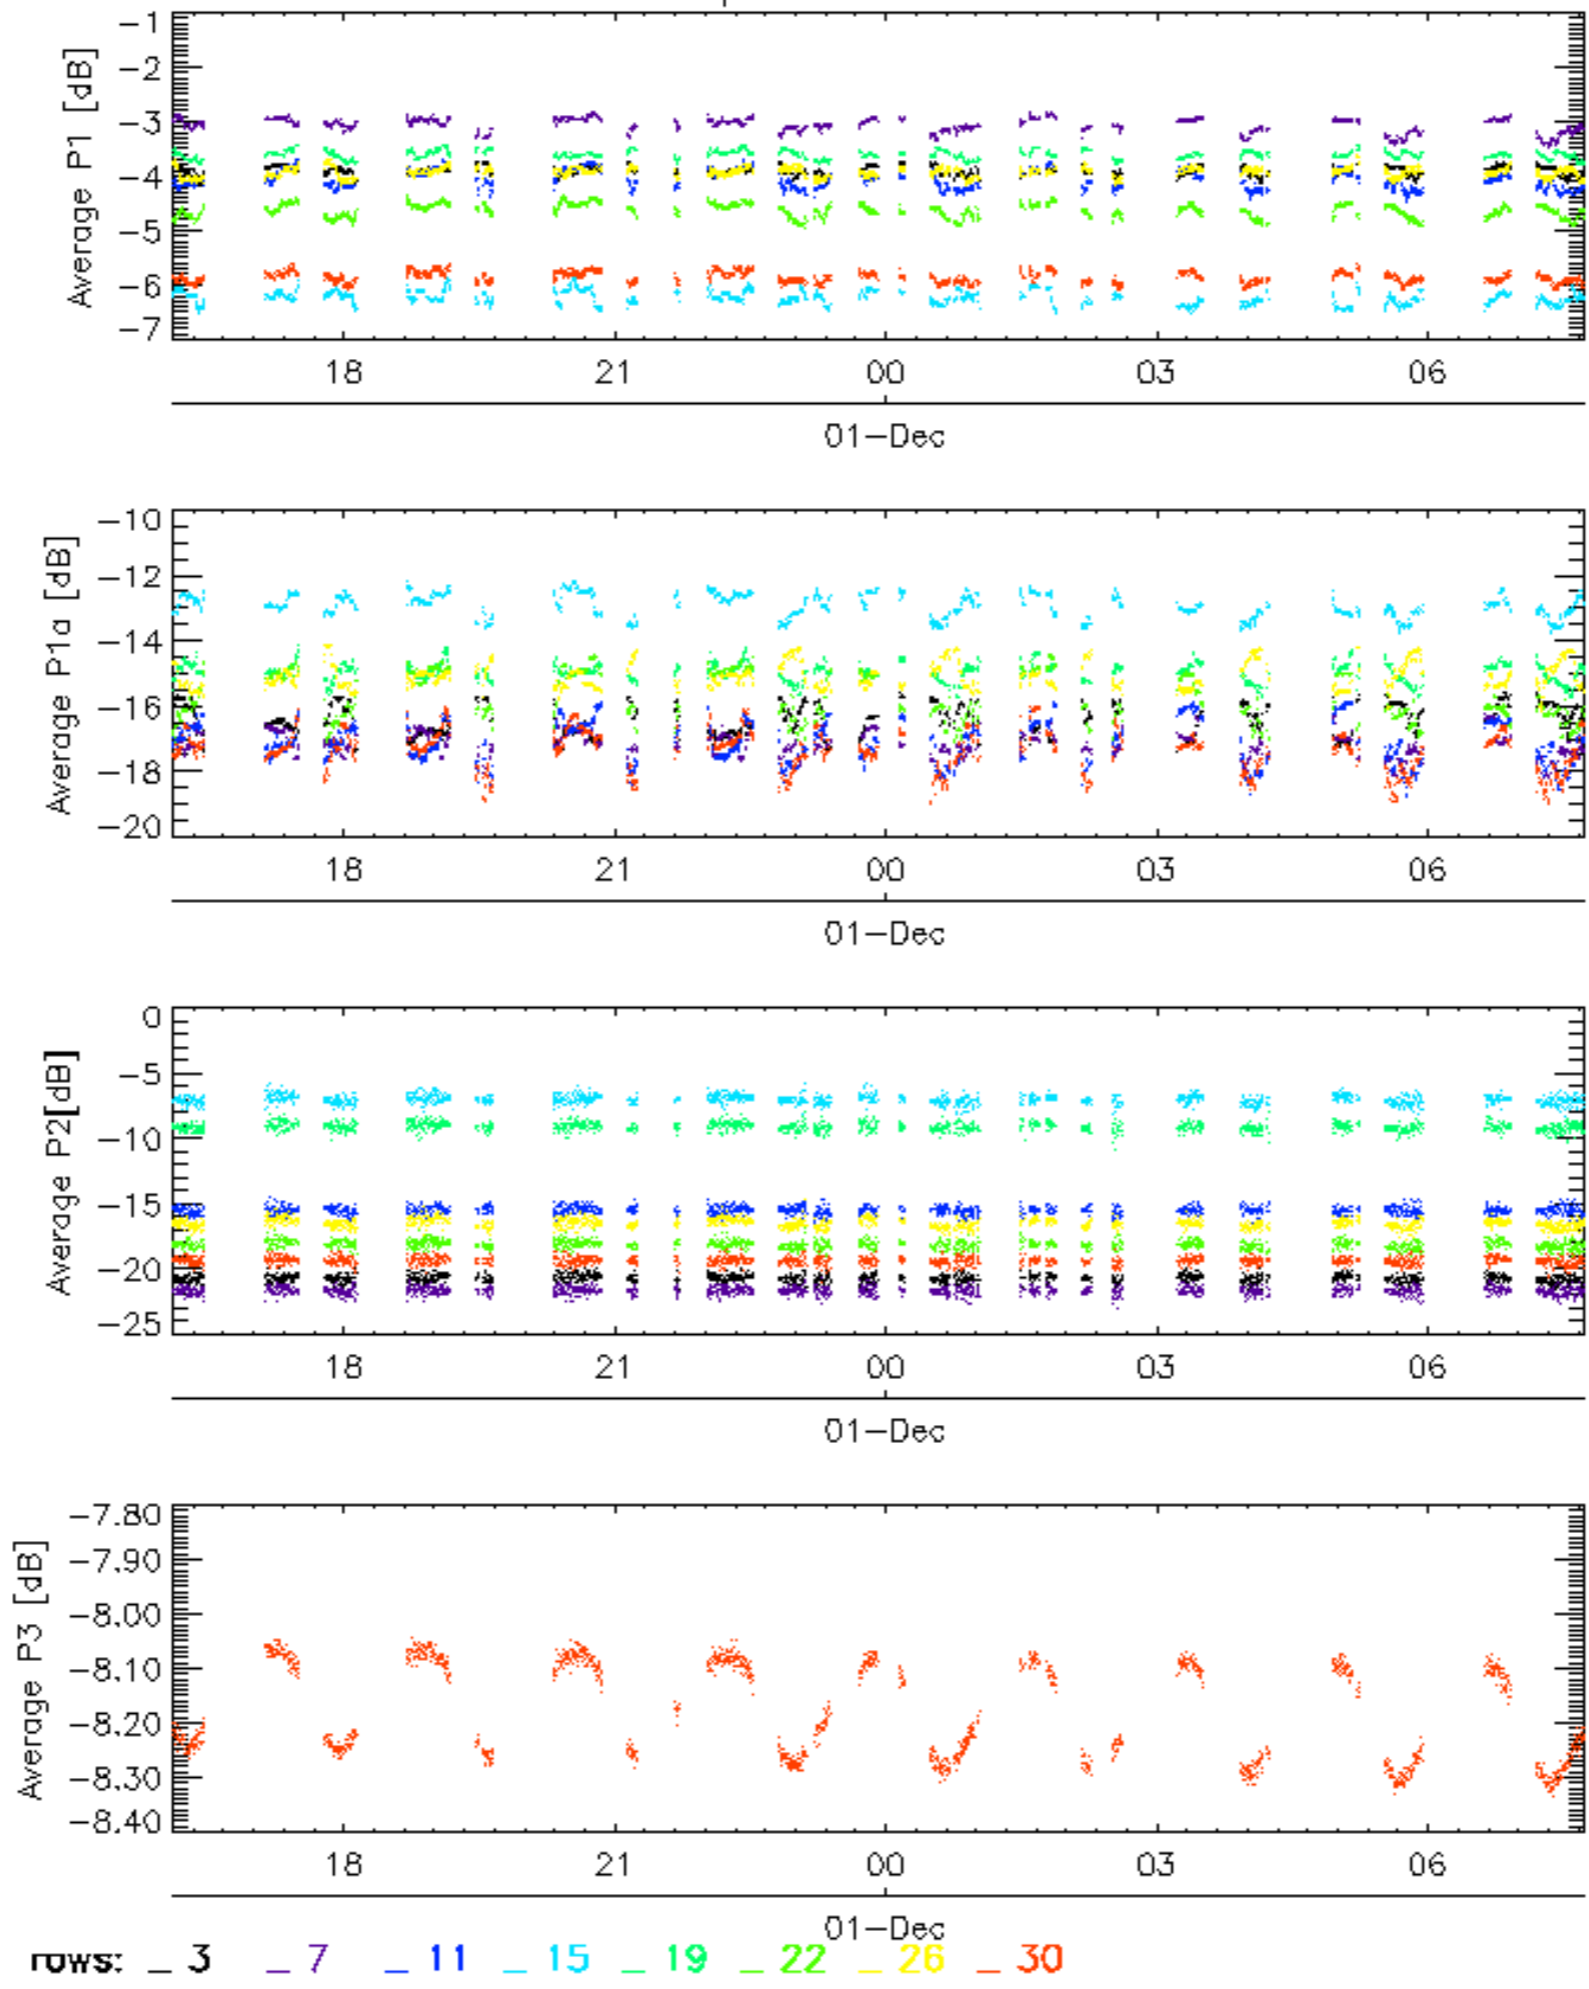 Average P1 [dB]
-1
-2
-3
-4
-5
-6
-7
18 21 00 03 06
01-Dec
Average P1a [dB]
-10
-12
-14
-16
-18
-20
18 21 00 03 06
01-Dec
Average P2[dB]
0
-5
-10
-15
-20
-25
18 21 00 03 06
01-Dec
Average P3 [dB]
-7.80
-7.90
-8.00
-8.10
-8.20
-8.30
-8.40
18 21 00 03 06
01-Dec
rows: _ 3 _ 7 _ 11 _ 15 _ 19 _ 22 _ 26 _ 30